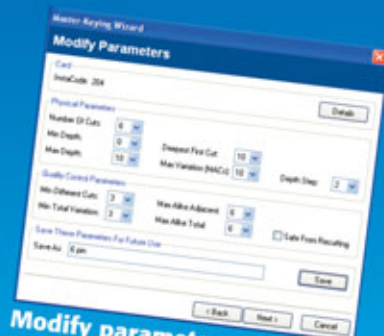 Master Keying Wizard
Modify Parameters
Card
InstaCode: 204
Details
Physical Parameters
Number Of Cuts: 6
Deepest First Cut: 10
Depth Step: 2
Min Depth: 0
Max Variation (MACs): 10
Max Depth: 10
Quality Control Parameters
Min Different Cuts: 3
Max Alike Adjacent 6
Safe From Recutting
Min Total Variation: 3
Max Alike Total 6
Save These Parameters For Future Use
Save As: 6 pin
Save
< Back
Next >
Cancel
Modify